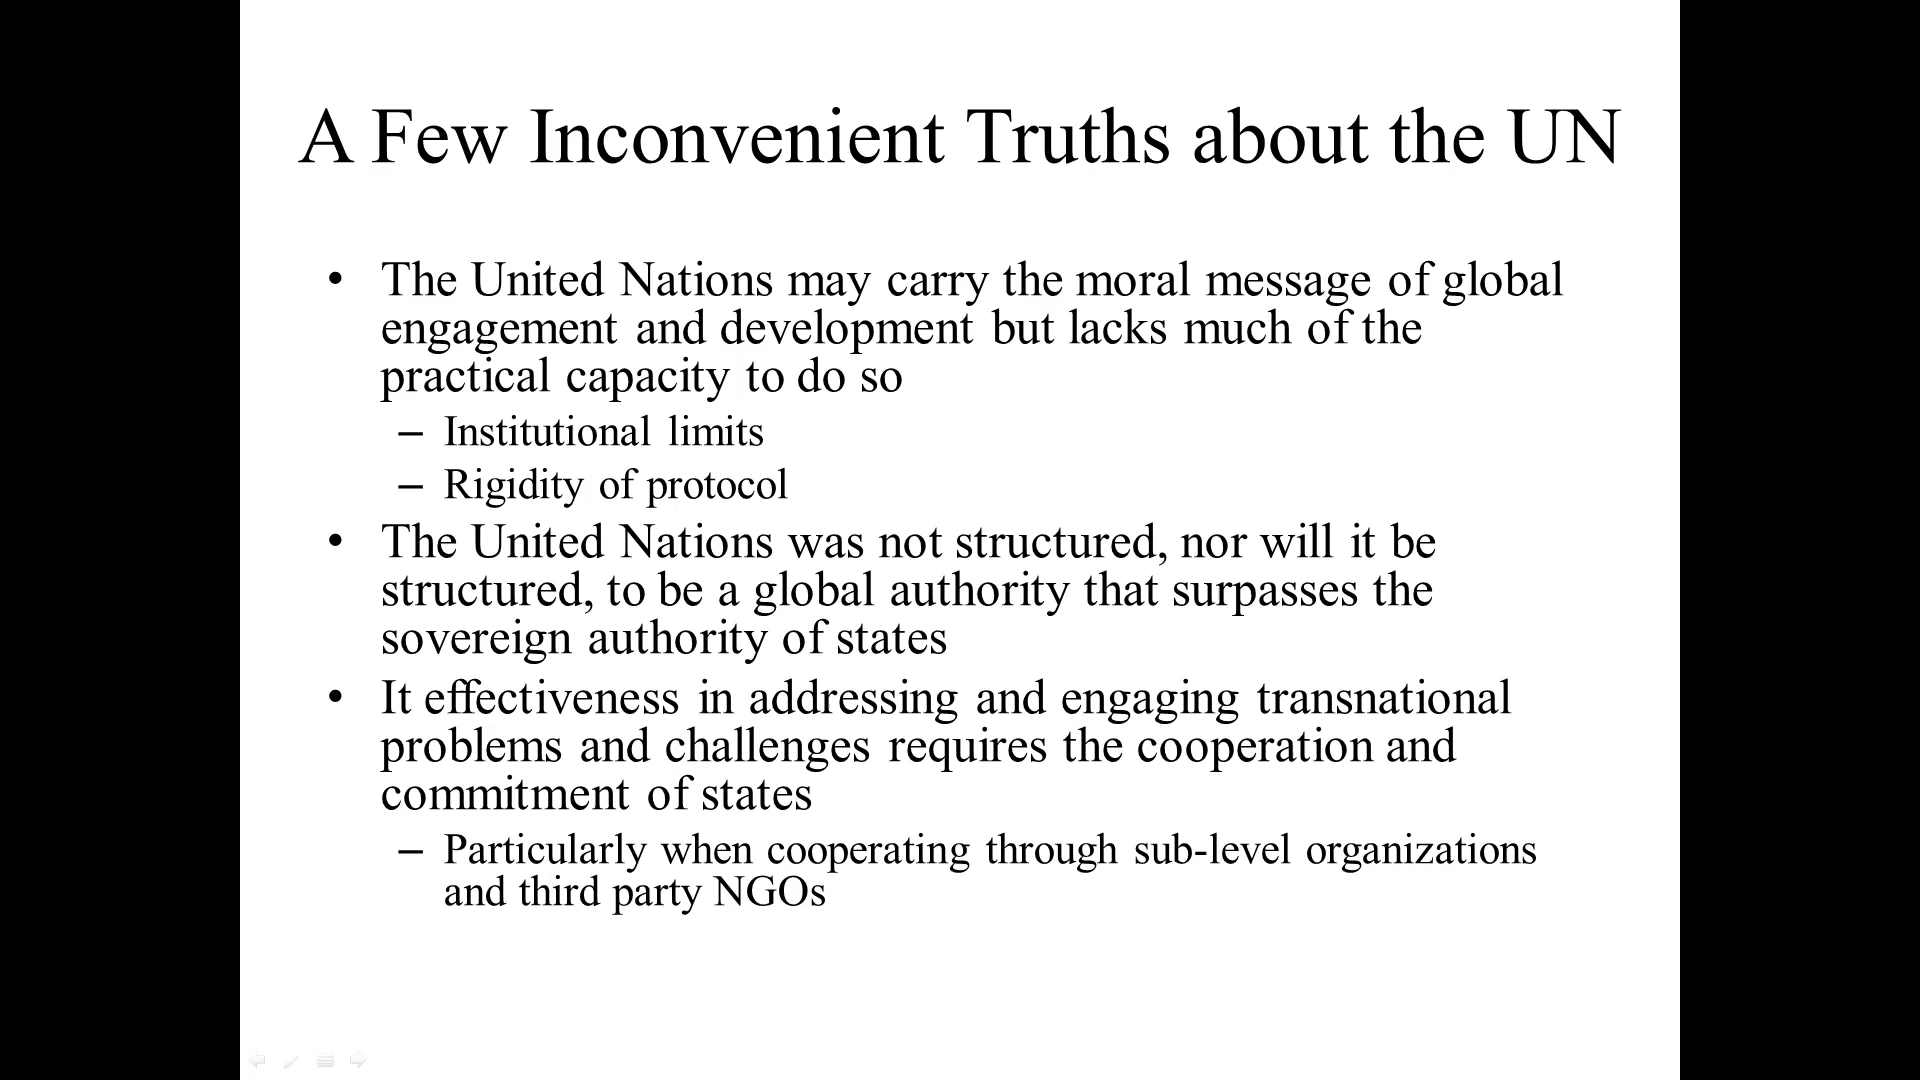 A Few Inconvenient Truths about the UN
• The United Nations may carry the moral message of global
engagement and development but lacks much of the
practical capacity to do so
– Institutional limits
– Rigidity of protocol
• The United Nations was not structured, nor will it be
structured, to be a global authority that surpasses the
sovereign authority of states
• It effectiveness in addressing and engaging transnational
problems and challenges requires the cooperation and
commitment of states
– Particularly when cooperating through sub-level organizations
and third party NGOs